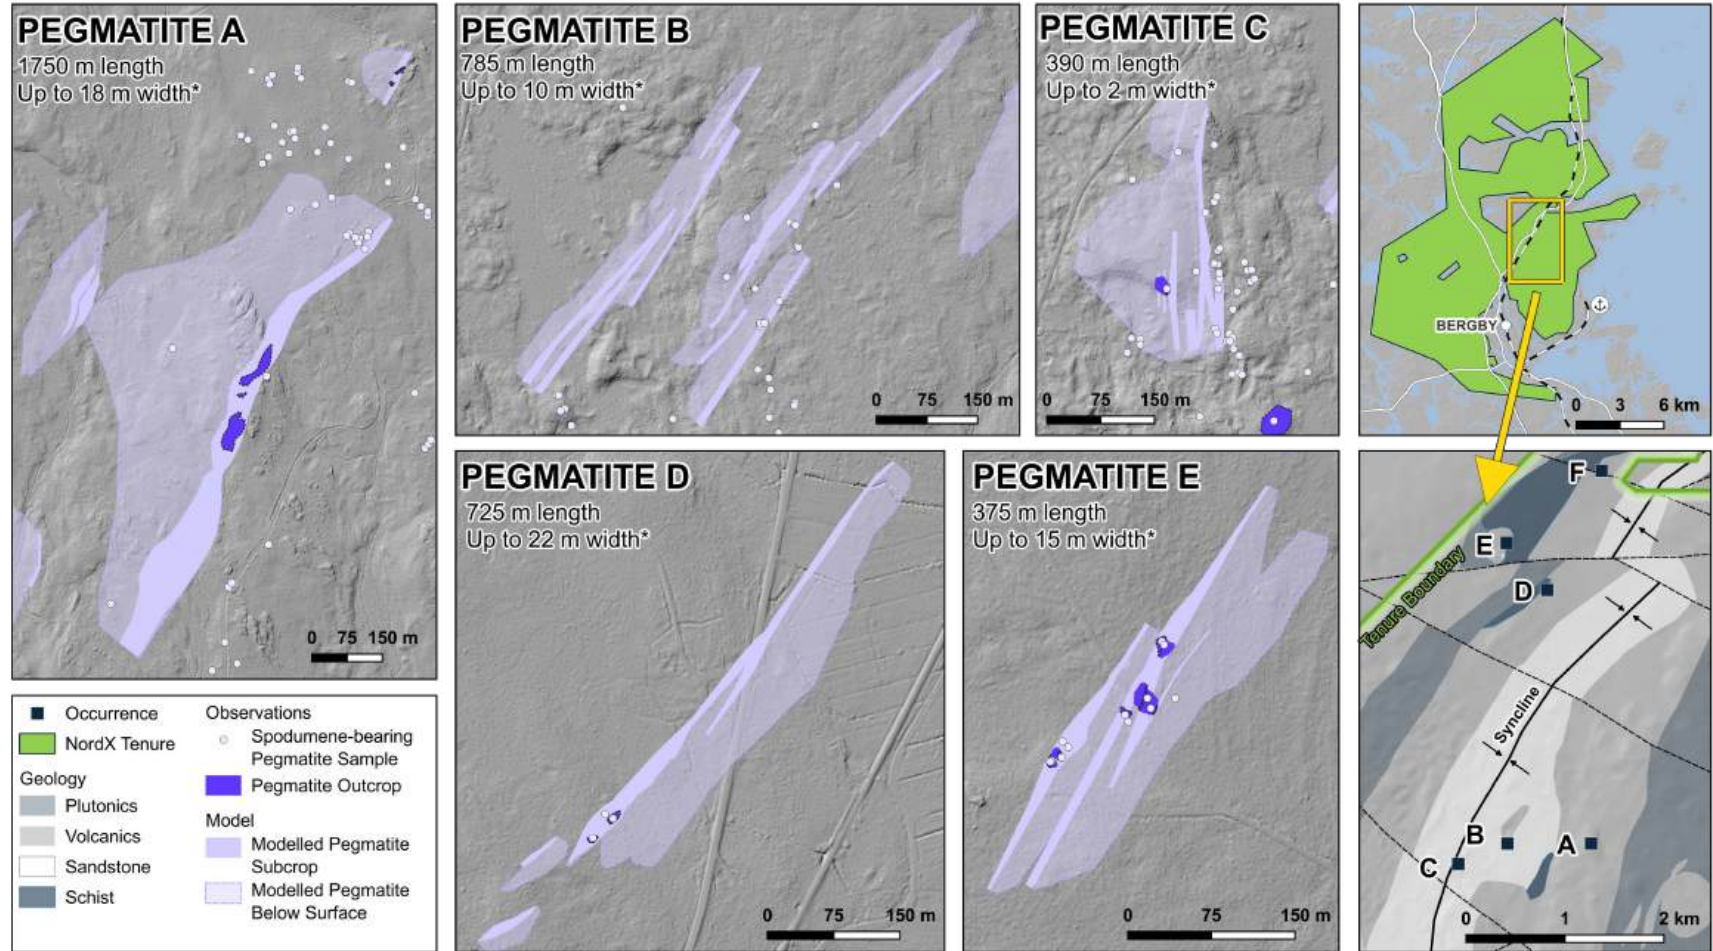 PEGMATITE A
1750 m length
Up to 18 m width*
0 75 150 m
PEGMATITE B
785 m length
Up to 10 m width*
0 75 150 m
PEGMATITE C
390 m length
Up to 2 m width*
0 75 150 m
BERGBY
0 3 6 km
PEGMATITE D
725 m length
Up to 22 m width*
0 75 150 m
PEGMATITE E
375 m length
Up to 15 m width*
0 75 150 m
F
E
D
Tenure Boundary
Syncline
B
A
C
0 1 2 km
Occurrence
NordX Tenure
Geology
Plutonics
Volcanics
Sandstone
Schist
Observations
Spodumene-bearing
Pegmatite Sample
Pegmatite Outcrop
Model
Modelled Pegmatite
Subcrop
Modelled Pegmatite
Below Surface